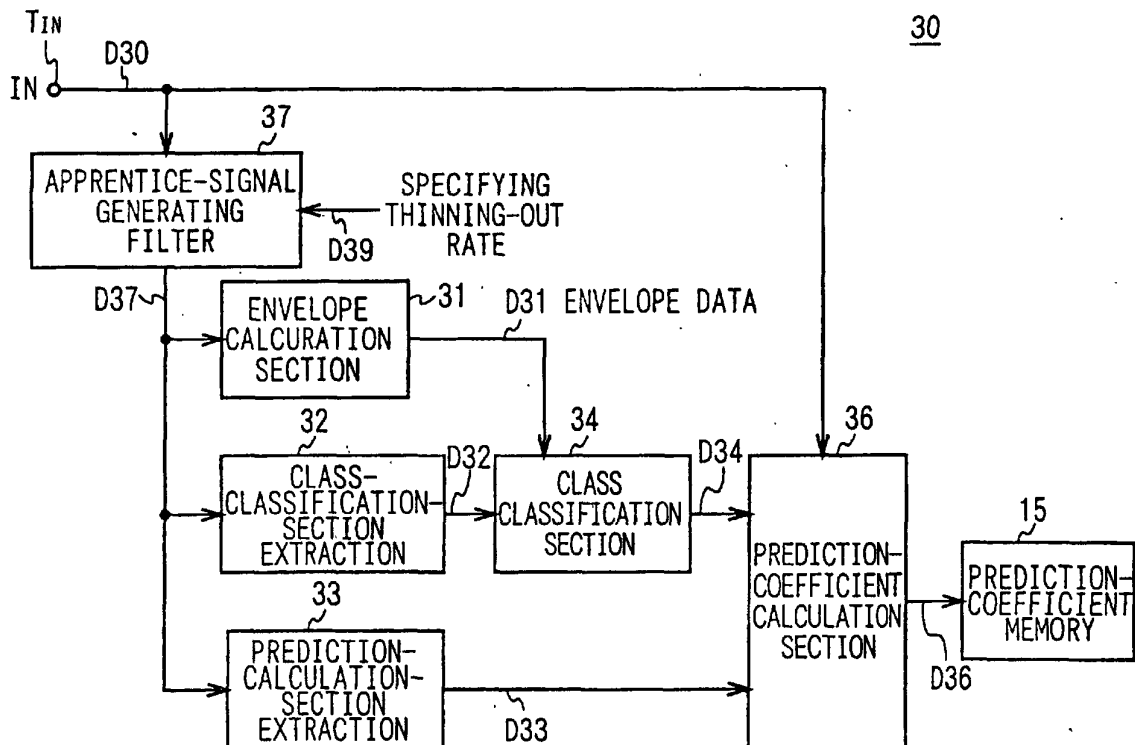 TIN
D30
30
IN
37
APPRENTICE-SIGNAL
GENERATING
FILTER
SPECIFYING
THINNING-OUT
RATE
D39
D37
31
ENVELOPE
CALCURATION
SECTION
D31 ENVELOPE DATA
32
CLASS-
CLASSIFICATION-
SECTION
EXTRACTION
D32
34
CLASS
CLASSIFICATION
SECTION
D34
36
PREDICTION-
COEFFICIENT
CALCULATION
SECTION
15
PREDICTION-
COEFFICIENT
MEMORY
D36
33
PREDICTION-
CALCULATION-
SECTION
EXTRACTION
D33